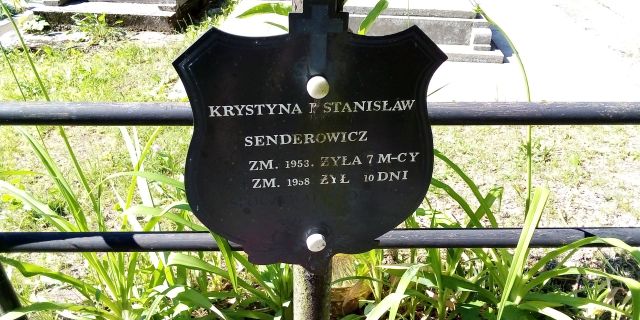 KRYSTYNA I STANISŁAW
SENDEROWICZ
ZM. 1953. ŻYŁA 7 M-CY
ZM. 1958 ŻYŁ 10 DNI